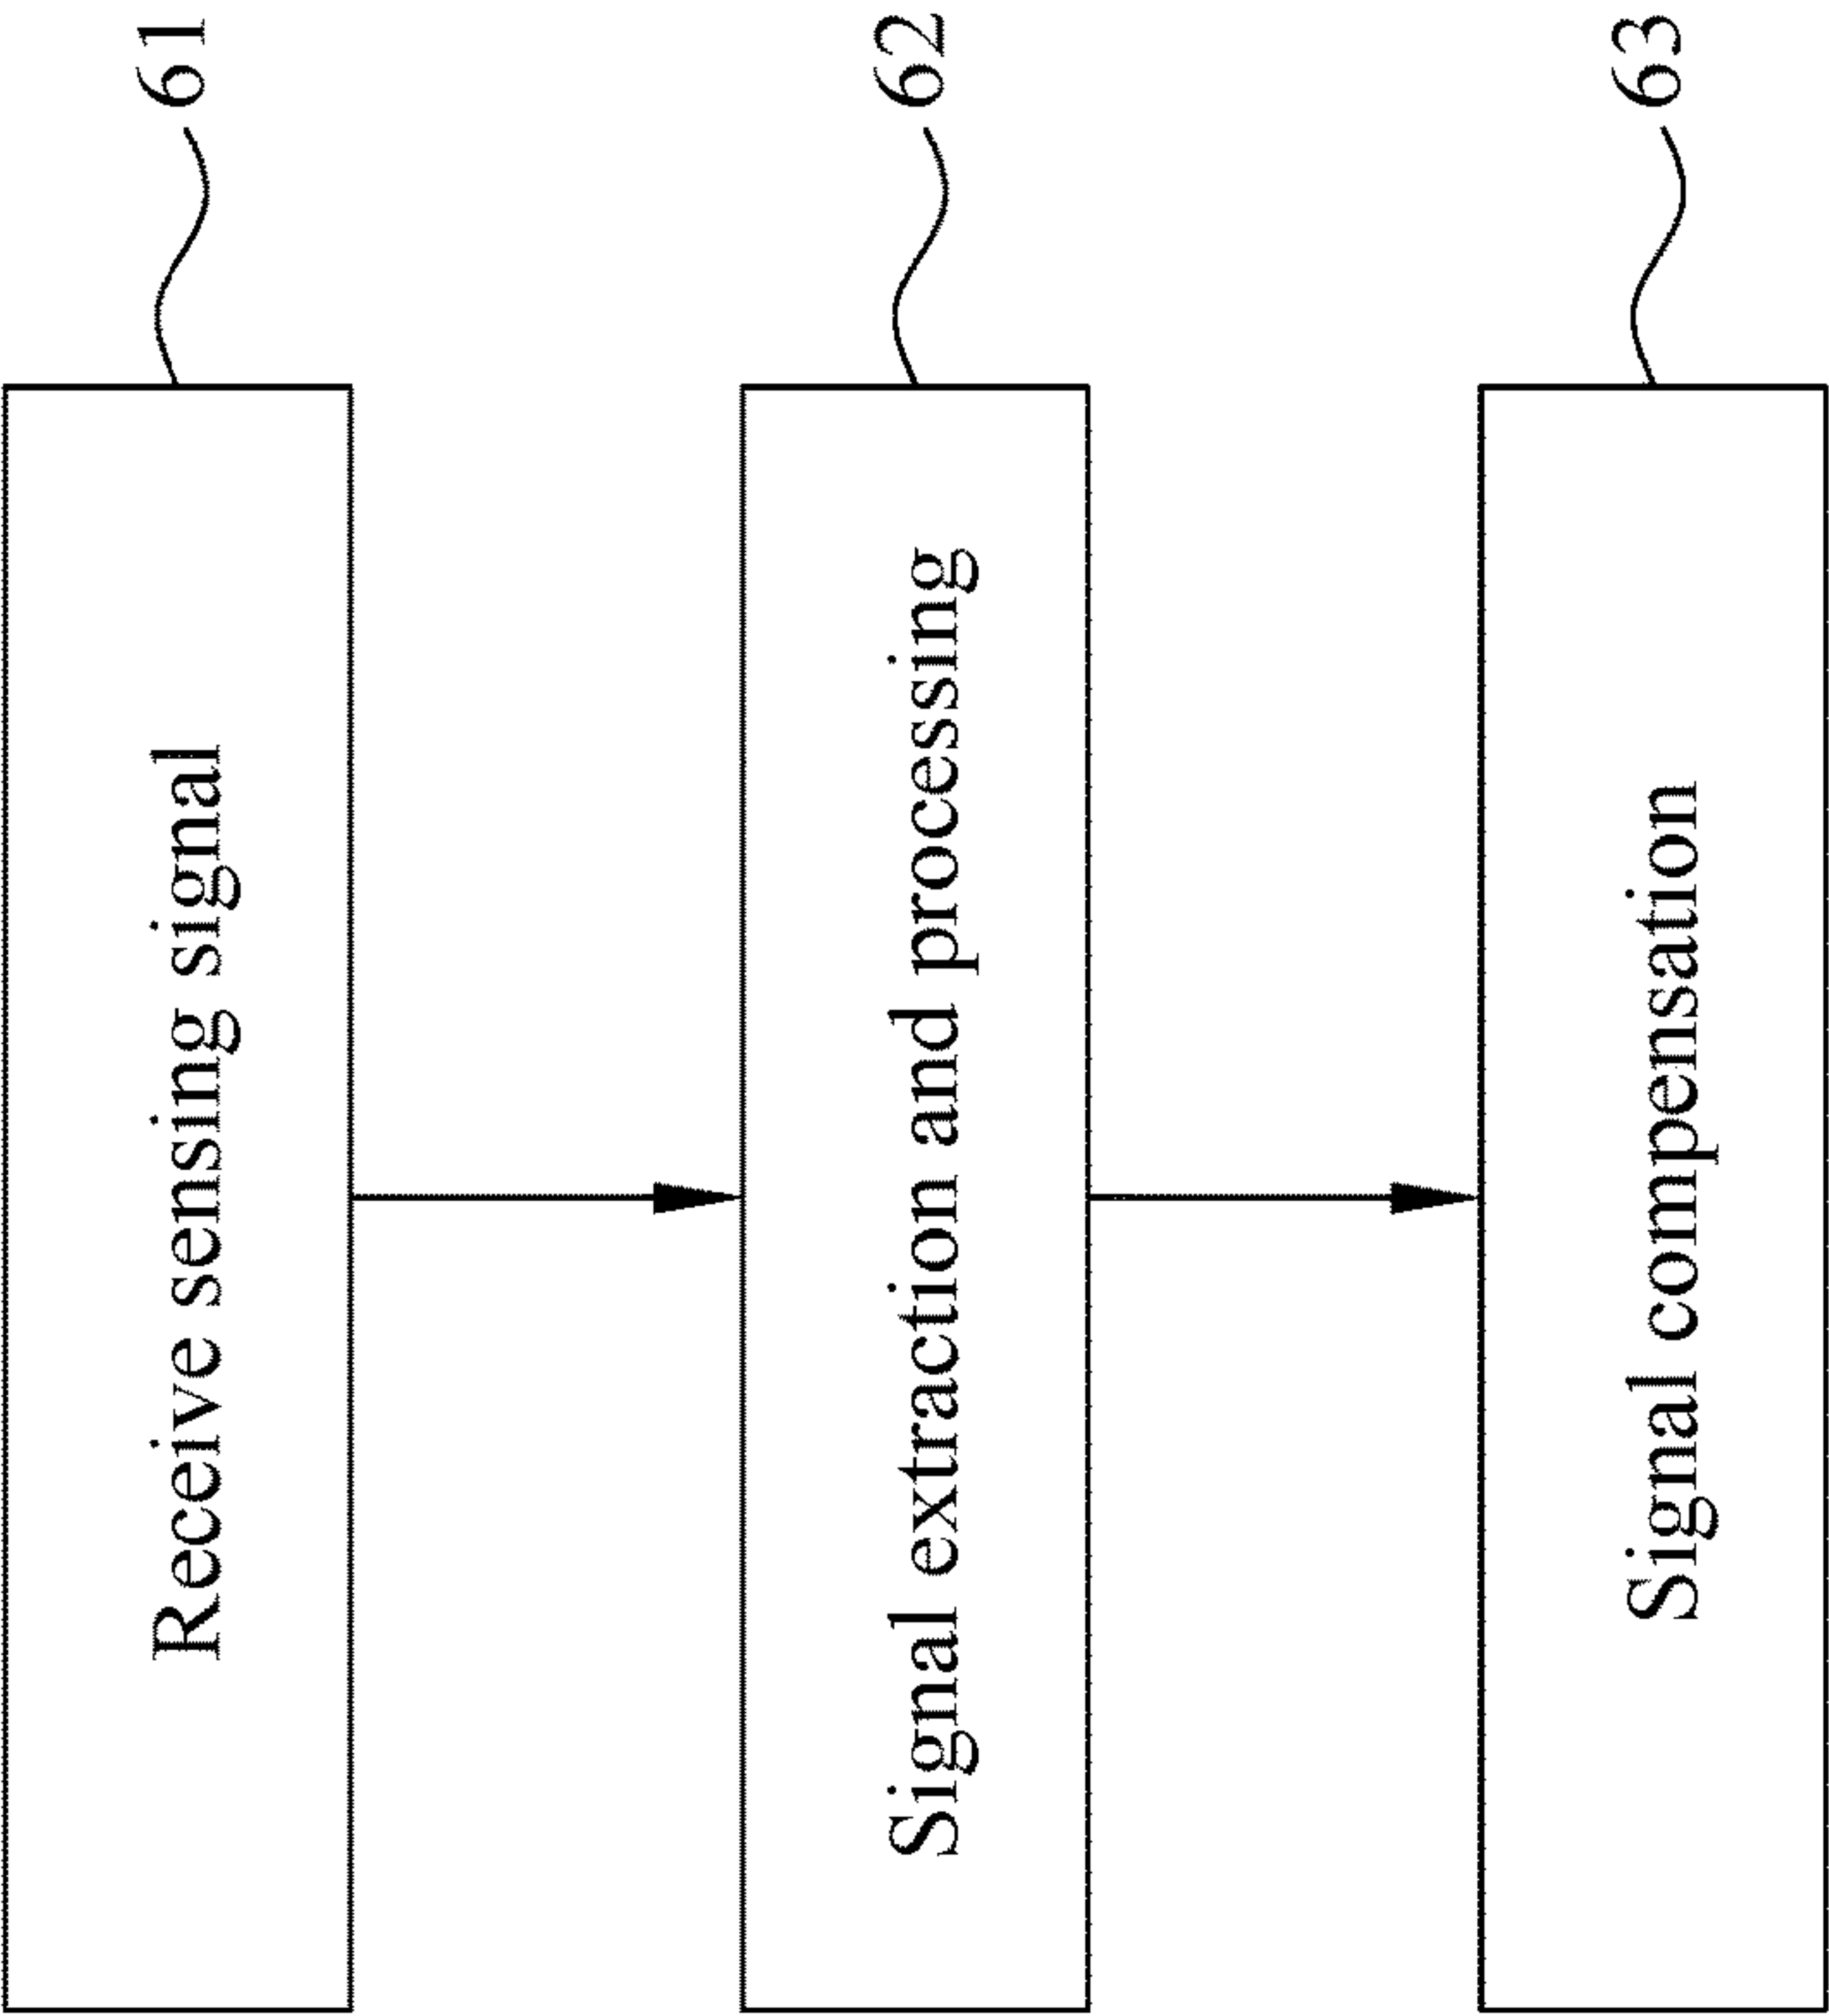 Receive sensing signal
61
Signal extraction and processing
62
Signal compensation
63